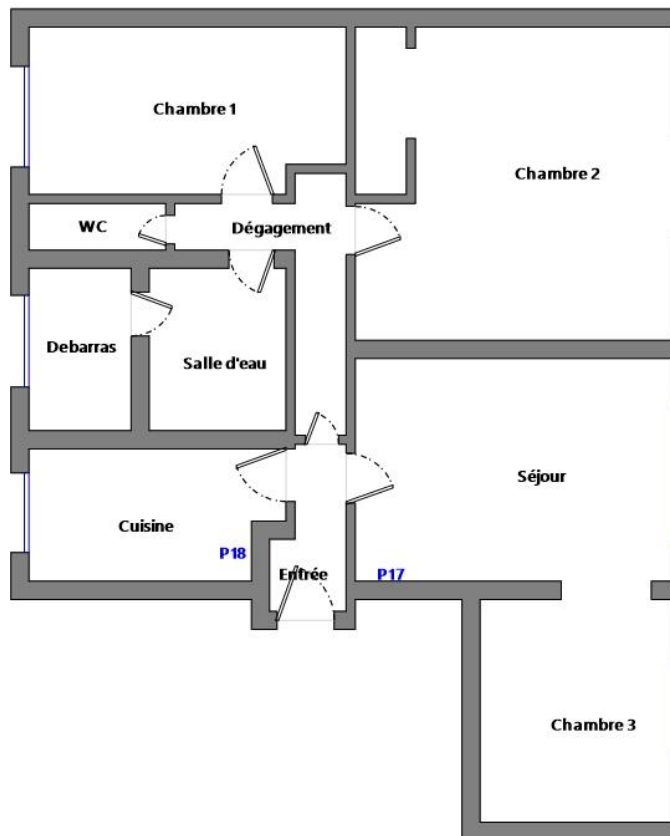 Chambre 1
Chambre 2
WC
Dégagement
Debarras
Salle d'eau
Séjour
Cuisine
P18
Entrée
P17
Chambre 3